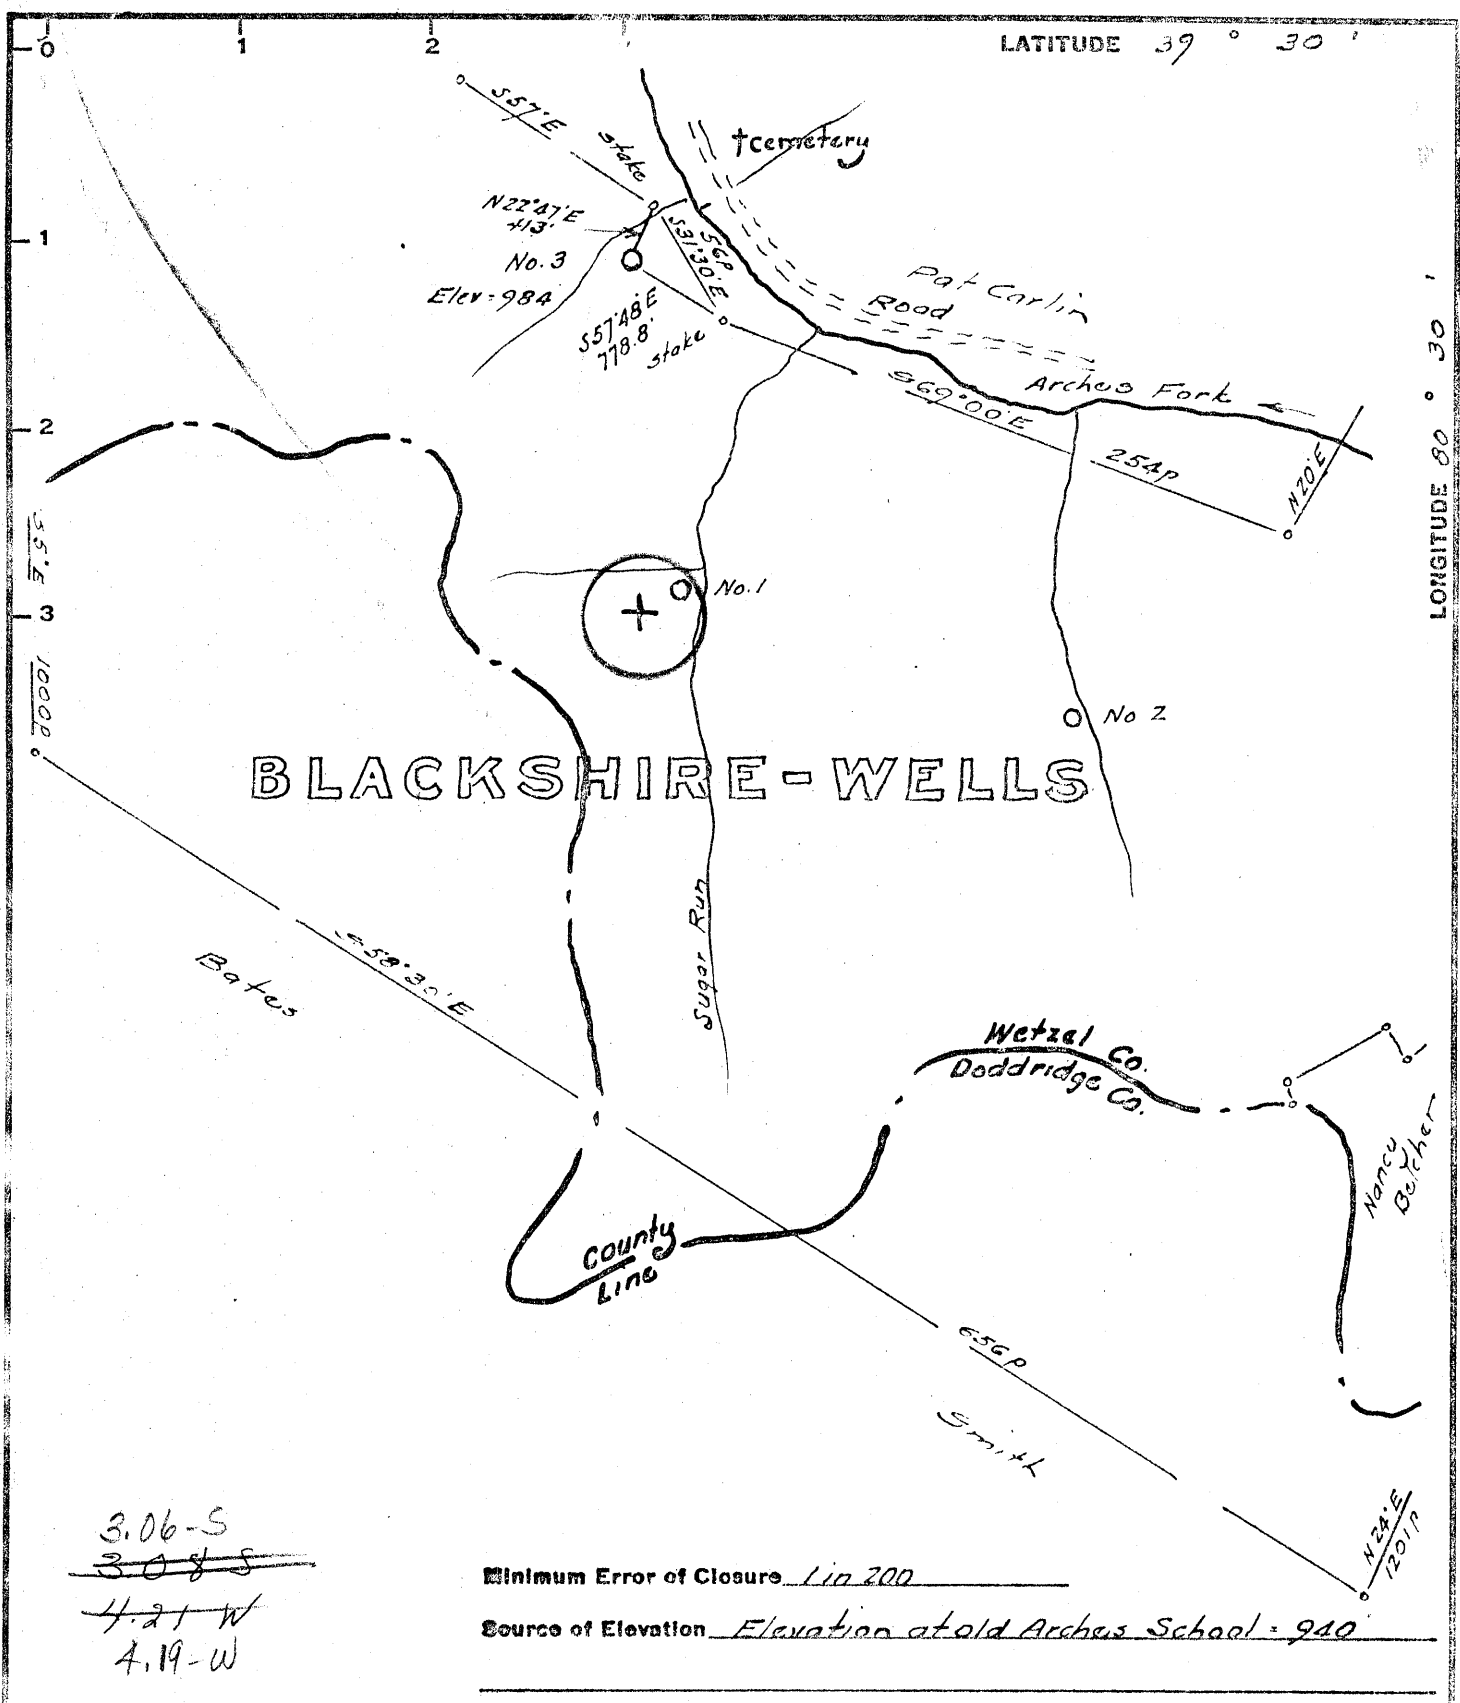 0 1 2
LATITUDE 39 ° 30 '
1
2
3
LONGITUDE 80 ° 30 '
S57°E
stake
†cemetery
N22°47'E
413'
No. 3
Elev = 984'
56p
S31°30'E
S57°48'E
778.8'
stake
Pat Carlin
Road
Arches Fork
S69°00'E
254p
N20°E
S5°E
1000p
No. 1
No 2
BLACKSHIRE-WELLS
Sugar Run
S58°30'E
Bates
Wetzel Co.
Doddridge Co.
Nancy
Belcher
County
Line
656p
Smith
N24°E
1201p
3.06-S
3 08 S
4.21 W
4.19-W
Minimum Error of Closure 1 in 200
Source of Elevation Elevation at old Arches School = 940'